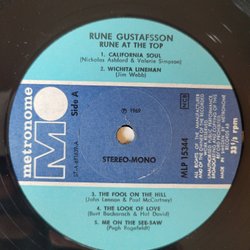 RUNE GUSTAFSSON
RUNE AT THE TOP
1. CALIFORNIA SOUL
(Nicholas Ashford & Valerie Simpson)
2. WICHITA LINEMAN
(Jim Webb)
metronome
Side A
Ⓟ 1969
NCB
STEREO-MONO
MLP 15344
33⅓ rpm
3. THE FOOL ON THE HILL
(John Lennon & Paul McCartney)
4. THE LOOK OF LOVE
(Burt Bacharach & Hal David)
5. ME ON THE SEE-SAW
(Pugh Rogefeldt)